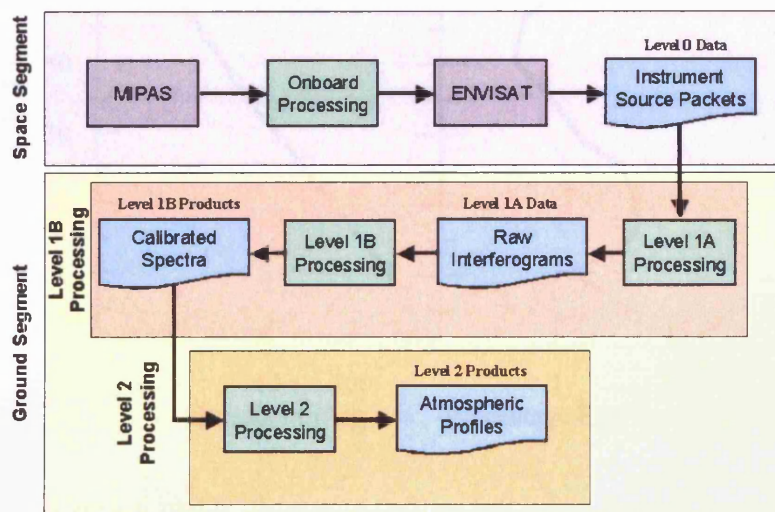 Space Segment
Level 0 Data
MIPAS
Onboard
Processing
ENVISAT
Instrument
Source Packets
Ground Segment
Level 1B
Processing
Level 1B Products
Level 1A Data
Calibrated
Spectra
Level 1B
Processing
Raw
Interferograms
Level 1A
Processing
Level 2
Processing
Level 2 Products
Level 2
Processing
Atmospheric
Profiles